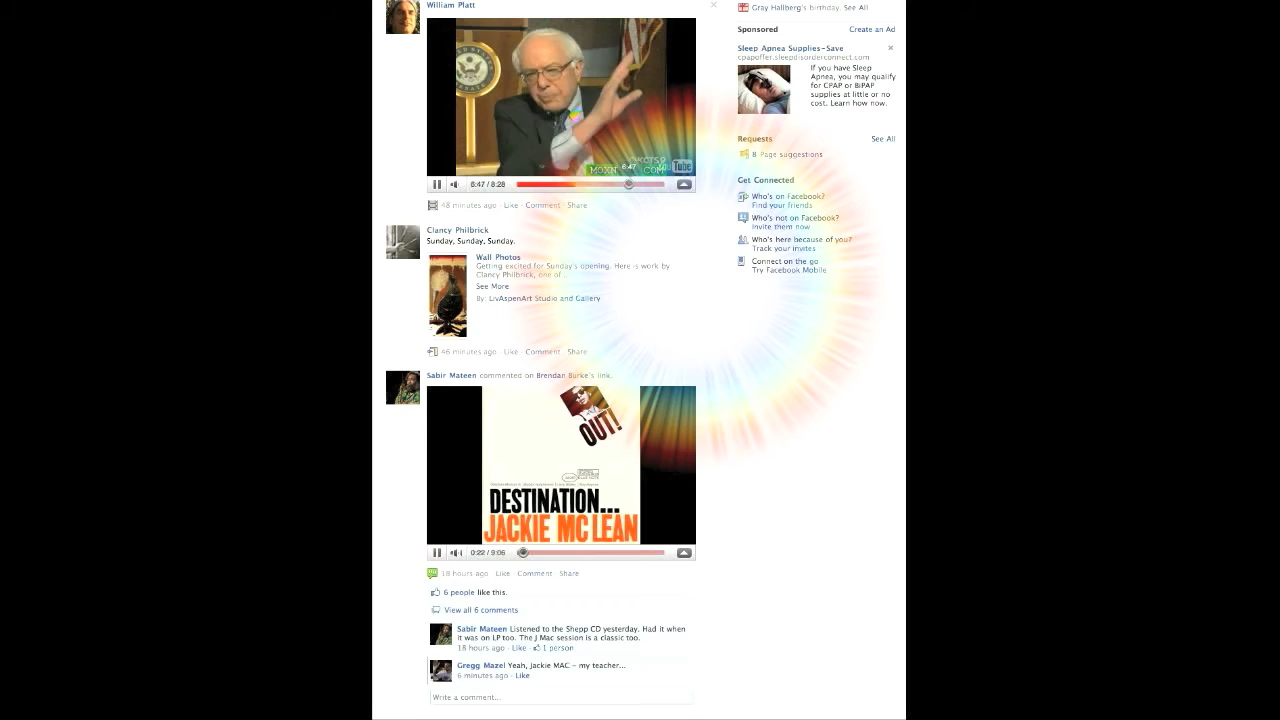 William Platt
SENATE
MOXN
.COM
6:47
You Tube
6:47 / 8:28
48 minutes ago · Like · Comment · Share
Clancy Philbrick
Sunday, Sunday, Sunday.
Wall Photos
Getting excited for Sunday's opening. Here is work by
Clancy Philbrick, one of ..
See More
By: LivAspenArt Studio and Gallery
46 minutes ago · Like · Comment · Share
Sabir Mateen commented on Brendan Burke's link.
OUT!
DESTINATION...
JACKIE MC LEAN
0:22 / 9:06
18 hours ago · Like · Comment · Share
6 people like this.
View all 6 comments
Sabir Mateen Listened to the Shepp CD yesterday. Had it when
it was on LP too. The J Mac session is a classic too.
18 hours ago · Like · 1 person
Gregg Mazel Yeah, Jackie MAC - my teacher...
6 minutes ago · Like
Write a comment...
Gray Hallberg's birthday. See All
Sponsored Create an Ad
Sleep Apnea Supplies-Save
cpapoffer.sleepdisorderconnect.com
If you have Sleep
Apnea, you may qualify
for CPAP or BiPAP
supplies at little or no
cost. Learn how now.
Requests See All
8 Page suggestions
Get Connected
Who's on Facebook?
Find your friends
Who's not on Facebook?
Invite them now
Who's here because of you?
Track your invites
Connect on the go
Try Facebook Mobile